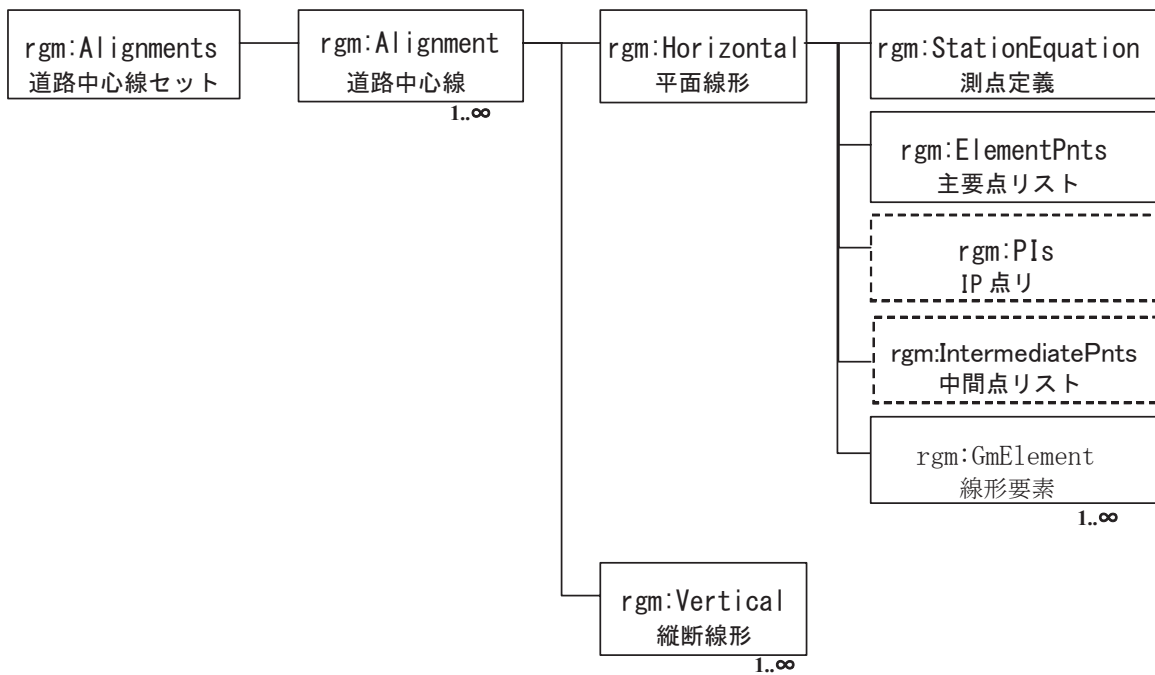 rgm:Alignments
道路中心線セット
rgm:Alignment
道路中心線
1..∞
rgm:Horizontal
平面線形
rgm:StationEquation
測点定義
rgm:ElementPnts
主要点リスト
rgm:PIs
IP 点リ
rgm:IntermediatePnts
中間点リスト
rgm:GmElement
線形要素
1..∞
rgm:Vertical
縦断線形
1..∞